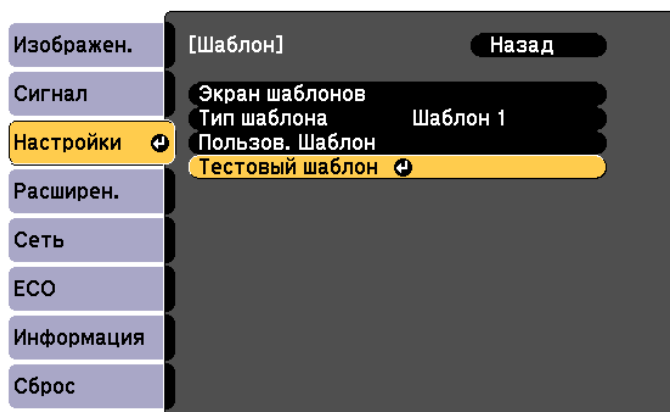 Изображен.
Сигнал
Настройки
Расширен.
Сеть
ECO
Информация
Сброс
[Шаблон] Назад
Экран шаблонов
Тип шаблона Шаблон 1
Пользов. Шаблон
Тестовый шаблон